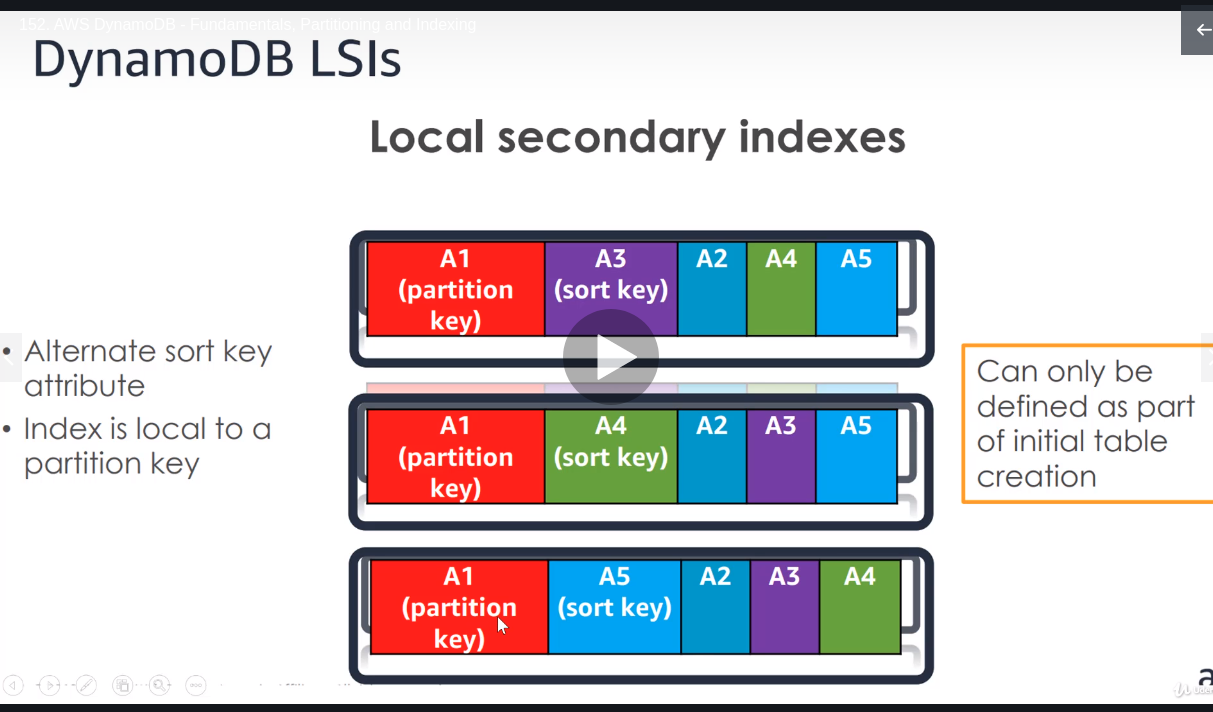 152. AWS DynamoDB - Fundamentals, Partitioning and Indexing
DynamoDB LSIs
Local secondary indexes
• Alternate sort key
attribute
• Index is local to a
partition key
A1
(partition
key)
A3
(sort key)
A2
A4
A5
A1
(partition
key)
A4
(sort key)
A2
A3
A5
A1
(partition
key)
A5
(sort key)
A2
A3
A4
Can only be
defined as part
of initial table
creation